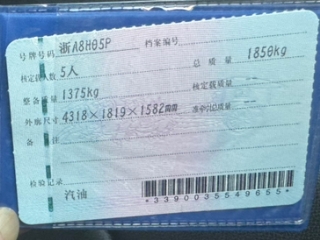 号牌号码 浙A8H05P 档案编号
核定载人数 5人 总质量 1850kg
整备质量 1375kg 核定载质量 --
外廓尺寸 4318×1819×1582mm 准牵引总质量 --
备注
检验记录
汽油
*3390035549655*